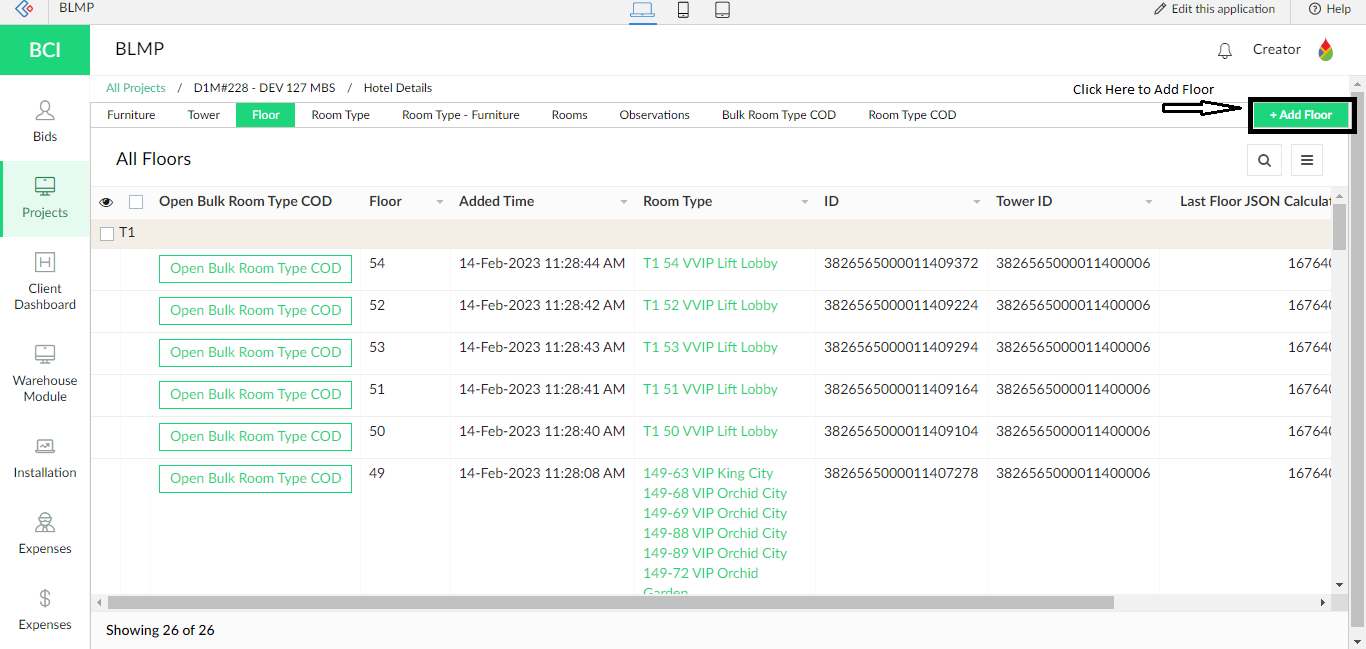 BLMP
Edit this application
Help
BCI
BLMP
Creator
All Projects / D1M#228 - DEV 127 MBS / Hotel Details
Click Here to Add Floor
Furniture Tower Floor Room Type Room Type - Furniture Rooms Observations Bulk Room Type COD Room Type COD
+ Add Floor
Bids
Projects
Client
Dashboard
Warehouse
Module
Installation
Expenses
Expenses
All Floors
Open Bulk Room Type COD Floor Added Time Room Type ID Tower ID Last Floor JSON Calculat
T1
Open Bulk Room Type COD 54 14-Feb-2023 11:28:44 AM T1 54 VVIP Lift Lobby 3826565000011409372 3826565000011400006 16764
Open Bulk Room Type COD 52 14-Feb-2023 11:28:42 AM T1 52 VVIP Lift Lobby 3826565000011409224 3826565000011400006 16764
Open Bulk Room Type COD 53 14-Feb-2023 11:28:43 AM T1 53 VVIP Lift Lobby 3826565000011409294 3826565000011400006 16764
Open Bulk Room Type COD 51 14-Feb-2023 11:28:41 AM T1 51 VVIP Lift Lobby 3826565000011409164 3826565000011400006 16764
Open Bulk Room Type COD 50 14-Feb-2023 11:28:40 AM T1 50 VVIP Lift Lobby 3826565000011409104 3826565000011400006 16764
Open Bulk Room Type COD 49 14-Feb-2023 11:28:08 AM 149-63 VIP King City 3826565000011407278 3826565000011400006 16764
149-68 VIP Orchid City
149-69 VIP Orchid City
149-88 VIP Orchid City
149-89 VIP Orchid City
149-72 VIP Orchid
Garden
Showing 26 of 26